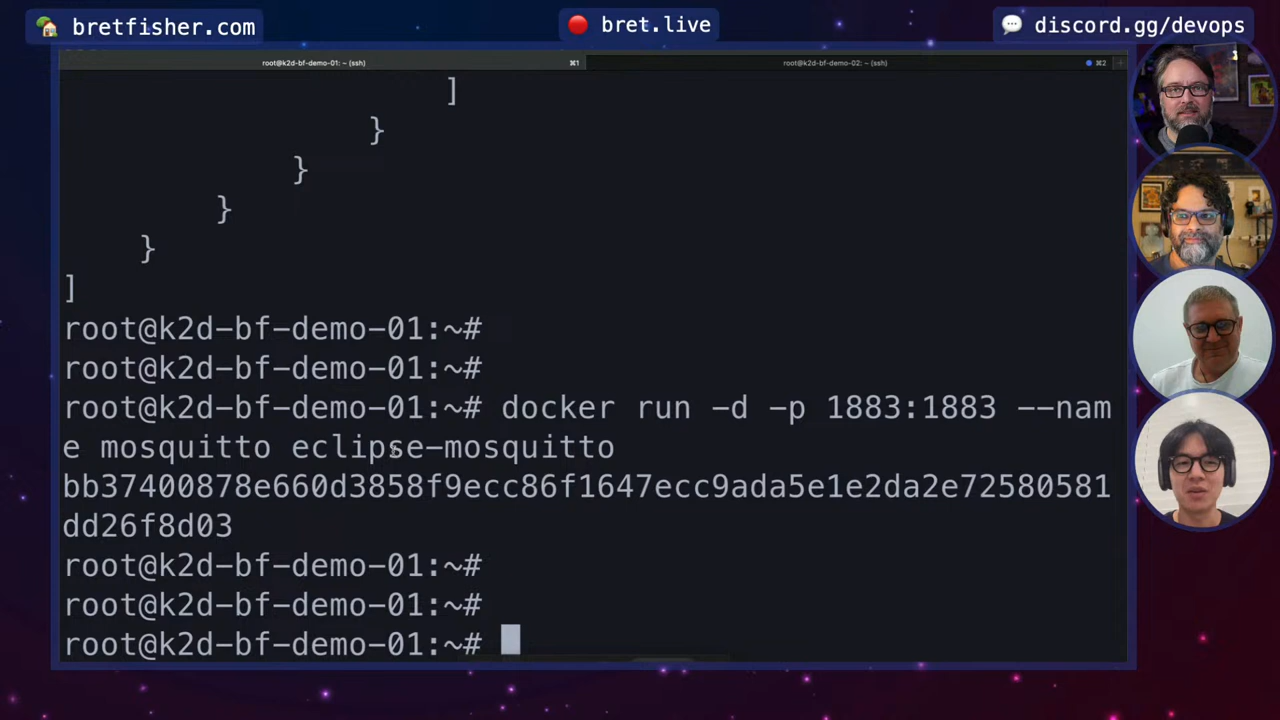 bretfisher.com
bret.live
discord.gg/devops
root@k2d-bf-demo-01: ~ (ssh) ⌘1
root@k2d-bf-demo-02: ~ (ssh) ⌘2
]
}
}
}
}
]
root@k2d-bf-demo-01:~#
root@k2d-bf-demo-01:~#
root@k2d-bf-demo-01:~# docker run -d -p 1883:1883 --nam
e mosquitto eclipse-mosquitto
bb37400878e660d3858f9ecc86f1647ecc9ada5e1e2da2e72580581
dd26f8d03
root@k2d-bf-demo-01:~#
root@k2d-bf-demo-01:~#
root@k2d-bf-demo-01:~#